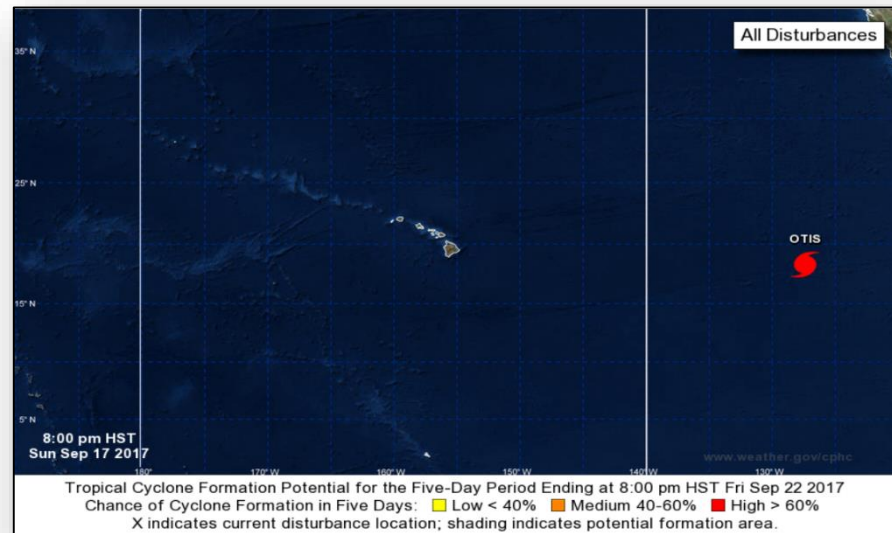 All Disturbances
35° N
25° N
OTIS
15° N
5° N
8:00 pm HST
Sun Sep 17 2017
www.weather.gov/cphc
180° 170° W 160° W 150° W 140° W 130° W
Tropical Cyclone Formation Potential for the Five-Day Period Ending at 8:00 pm HST Fri Sep 22 2017
Chance of Cyclone Formation in Five Days: Low < 40% Medium 40-60% High > 60%
X indicates current disturbance location; shading indicates potential formation area.